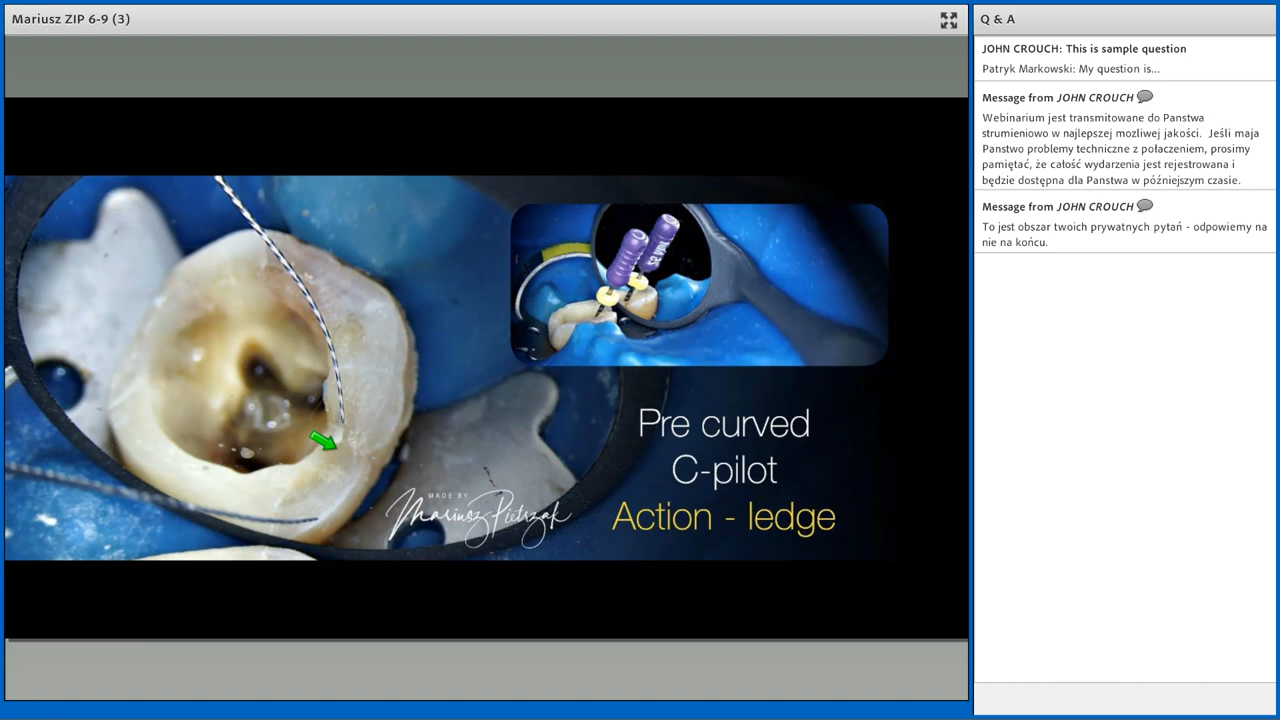 Mariusz ZIP 6-9 (3)
Pre curved
C-pilot
Action - ledge
MADE BY
Mariusz Pietrzak
Q & A
JOHN CROUCH: This is sample question
Patryk Markowski: My question is...
Message from JOHN CROUCH
Webinarium jest transmitowane do Panstwa
strumieniowo w najlepszej mozliwej jakości. Jeśli maja
Panstwo problemy techniczne z połaczeniem, prosimy
pamiętać, że całość wydarzenia jest rejestrowana i
będzie dostępna dla Panstwa w późniejszym czasie.
Message from JOHN CROUCH
To jest obszar twoich prywatnych pytań - odpowiemy na
nie na końcu.